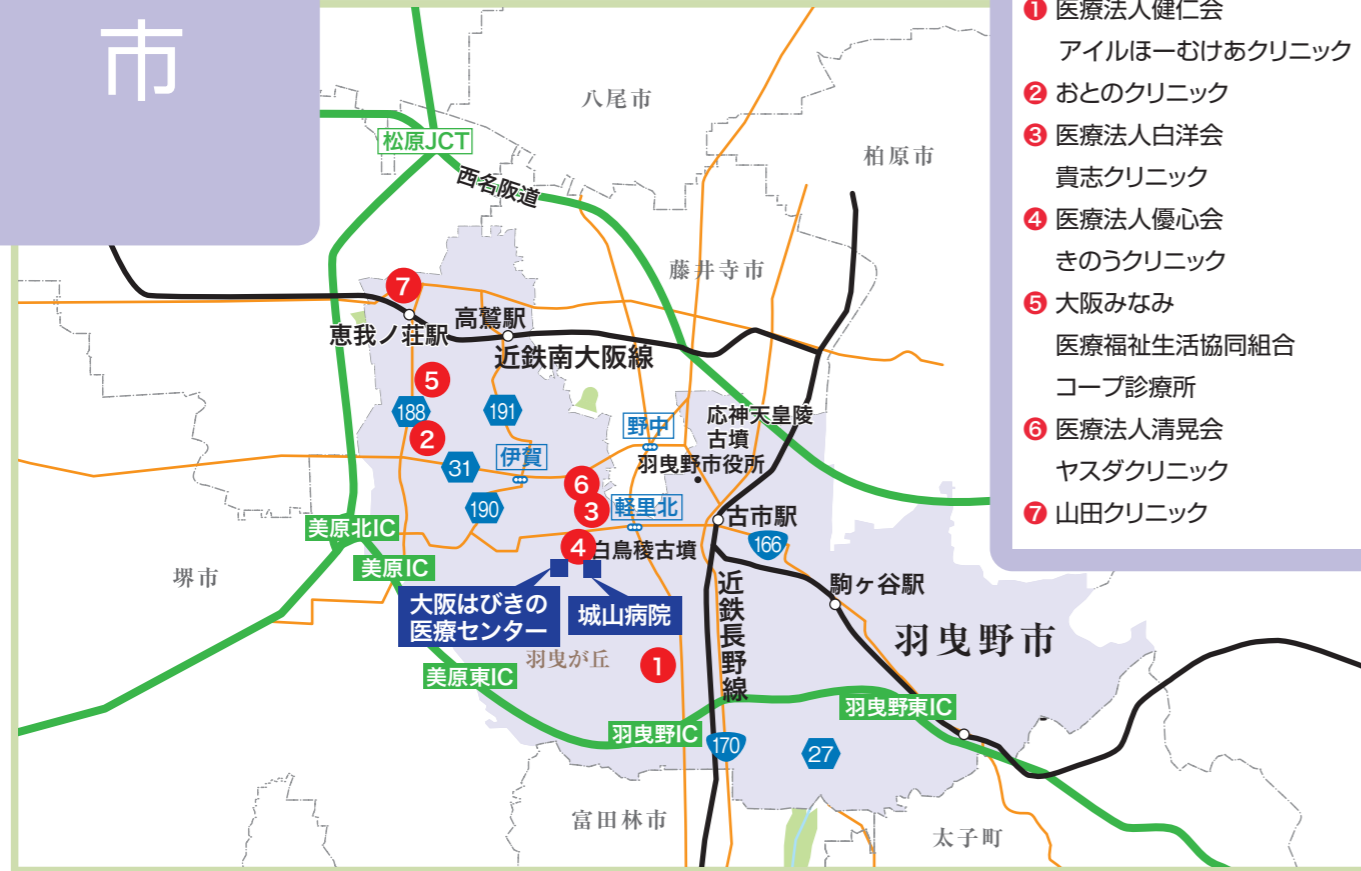 市
❶ 医療法人健仁会
アイルほーむけあクリニック
❷ おとのクリニック
❸ 医療法人白洋会
貴志クリニック
❹ 医療法人優心会
きのうクリニック
❺ 大阪みなみ
医療福祉生活協同組合
コープ診療所
❻ 医療法人清晃会
ヤスダクリニック
❼ 山田クリニック
八尾市
松原JCT
柏原市
西名阪道
藤井寺市
7
高鷲駅
恵我ノ荘駅
近鉄南大阪線
5
188
191
応神天皇陵
古墳
2
野中
伊賀
羽曳野市役所
31
6
190
3
軽里北
古市駅
美原北IC
166
4
白鳥稜古墳
美原IC
堺市
近鉄長野線
駒ヶ谷駅
大阪はびきの
医療センター
城山病院
羽曳野市
羽曳が丘
1
美原東IC
羽曳野東IC
羽曳野IC
170
27
富田林市
太子町